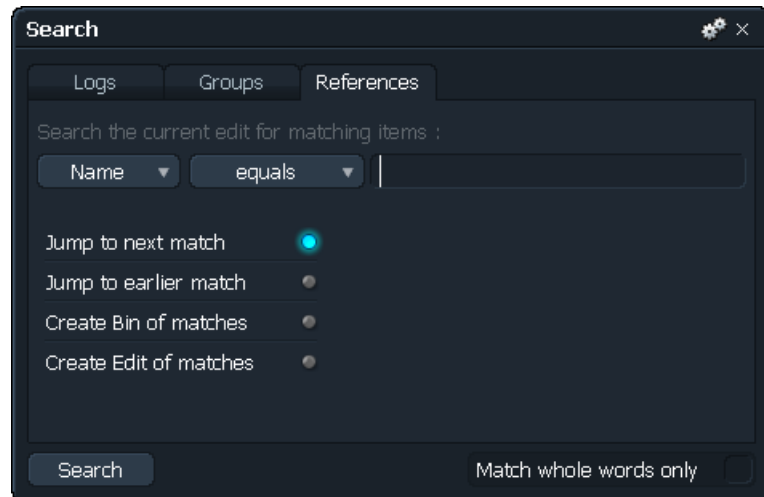 Search
Logs Groups References
Search the current edit for matching items :
Name equals
Jump to next match
Jump to earlier match
Create Bin of matches
Create Edit of matches
Search Match whole words only